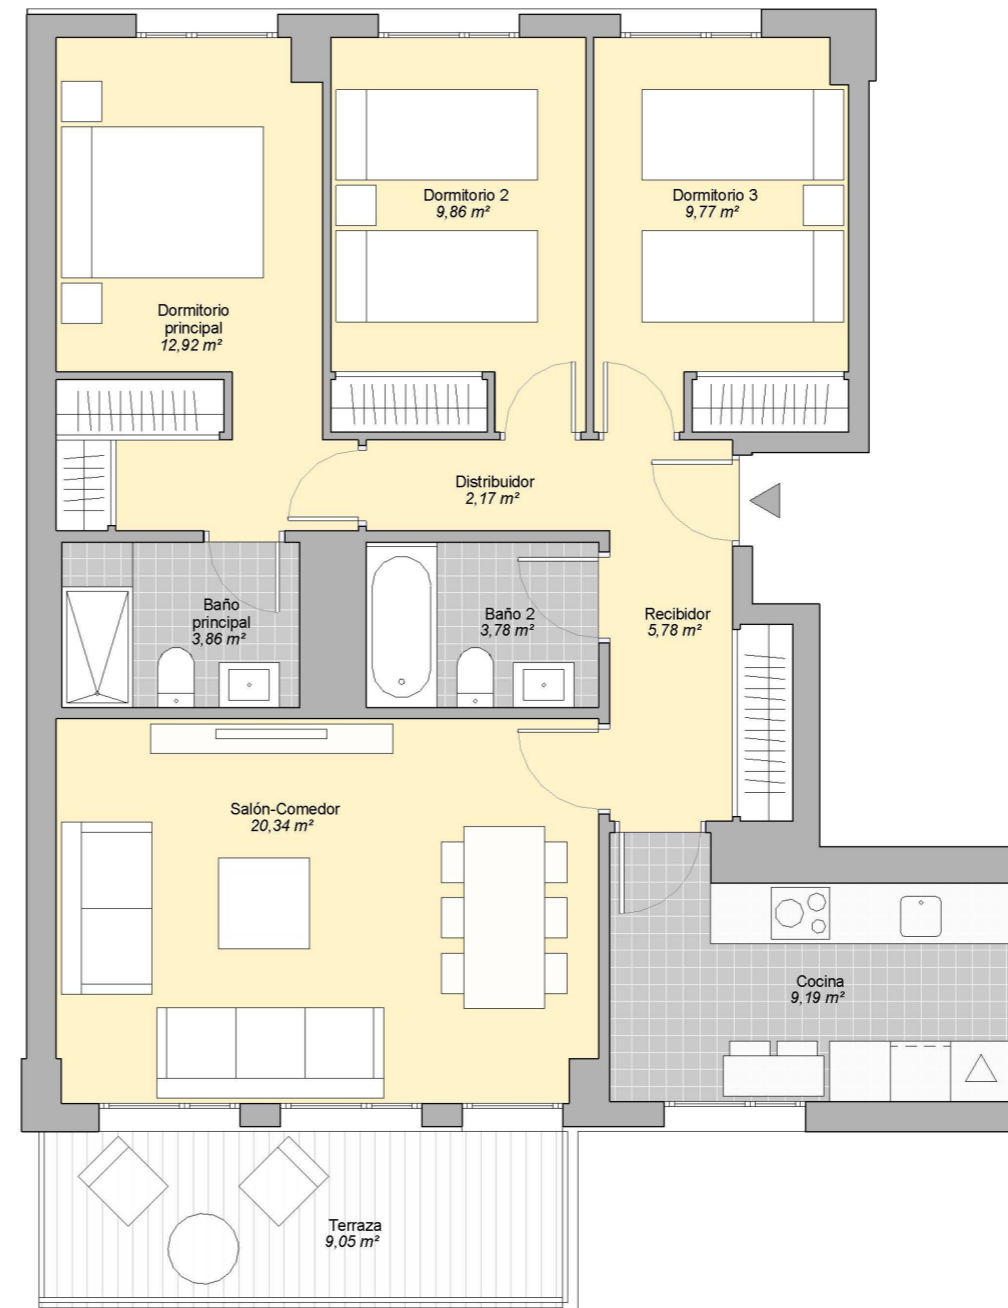 Dormitorio 2
9,86 m²
Dormitorio 3
9,77 m²
Dormitorio
principal
12,92 m²
Distribuidor
2,17 m²
Baño
principal
3,86 m²
Baño 2
3,78 m²
Recibidor
5,78 m²
Salón-Comedor
20,34 m²
Cocina
9,19 m²
Terraza
9,05 m²